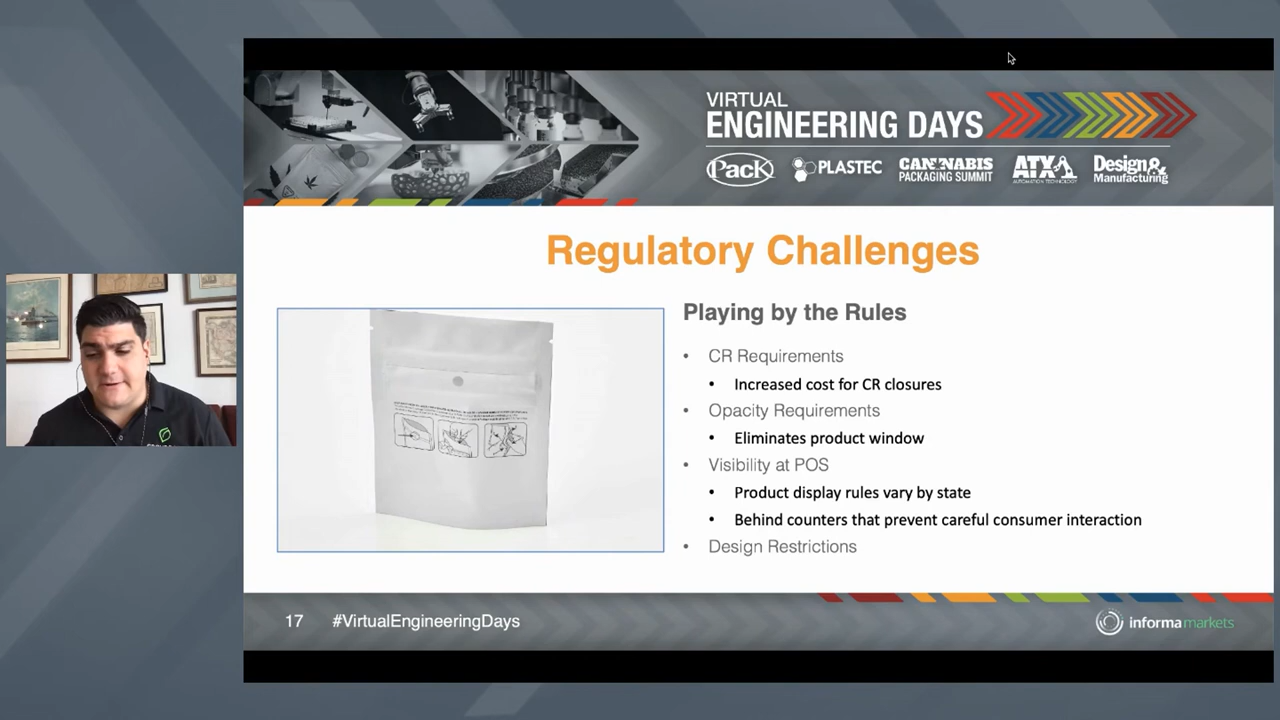 VIRTUAL
ENGINEERING DAYS
PACK
PLASTEC
CANNABIS
PACKAGING SUMMIT
ATX
AUTOMATION TECHNOLOGY
Design&
Manufacturing
Regulatory Challenges
Playing by the Rules
• CR Requirements
• Increased cost for CR closures
• Opacity Requirements
• Eliminates product window
• Visibility at POS
• Product display rules vary by state
• Behind counters that prevent careful consumer interaction
• Design Restrictions
17
#VirtualEngineeringDays
informa markets